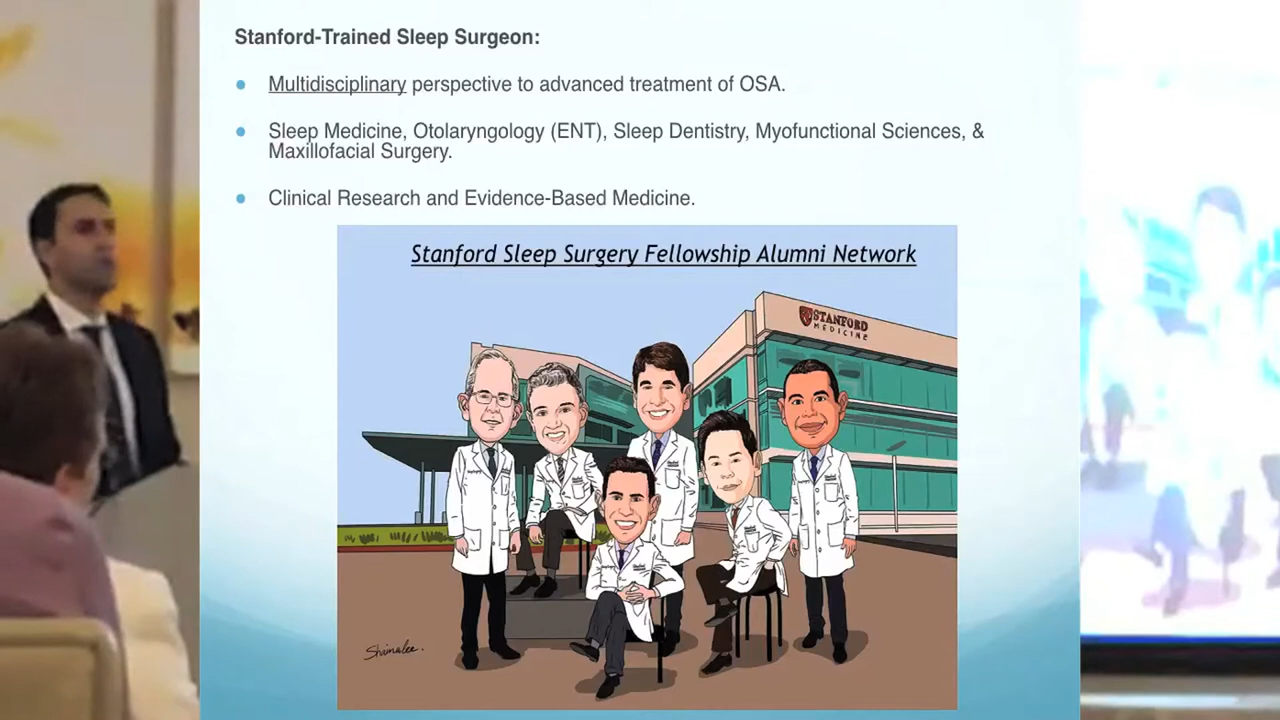 Stanford-Trained Sleep Surgeon:
Multidisciplinary perspective to advanced treatment of OSA.
Sleep Medicine, Otolaryngology (ENT), Sleep Dentistry, Myofunctional Sciences, &
Maxillofacial Surgery.
Clinical Research and Evidence-Based Medicine.
Stanford Sleep Surgery Fellowship Alumni Network
STANFORD
MEDICINE
Shaimalee.